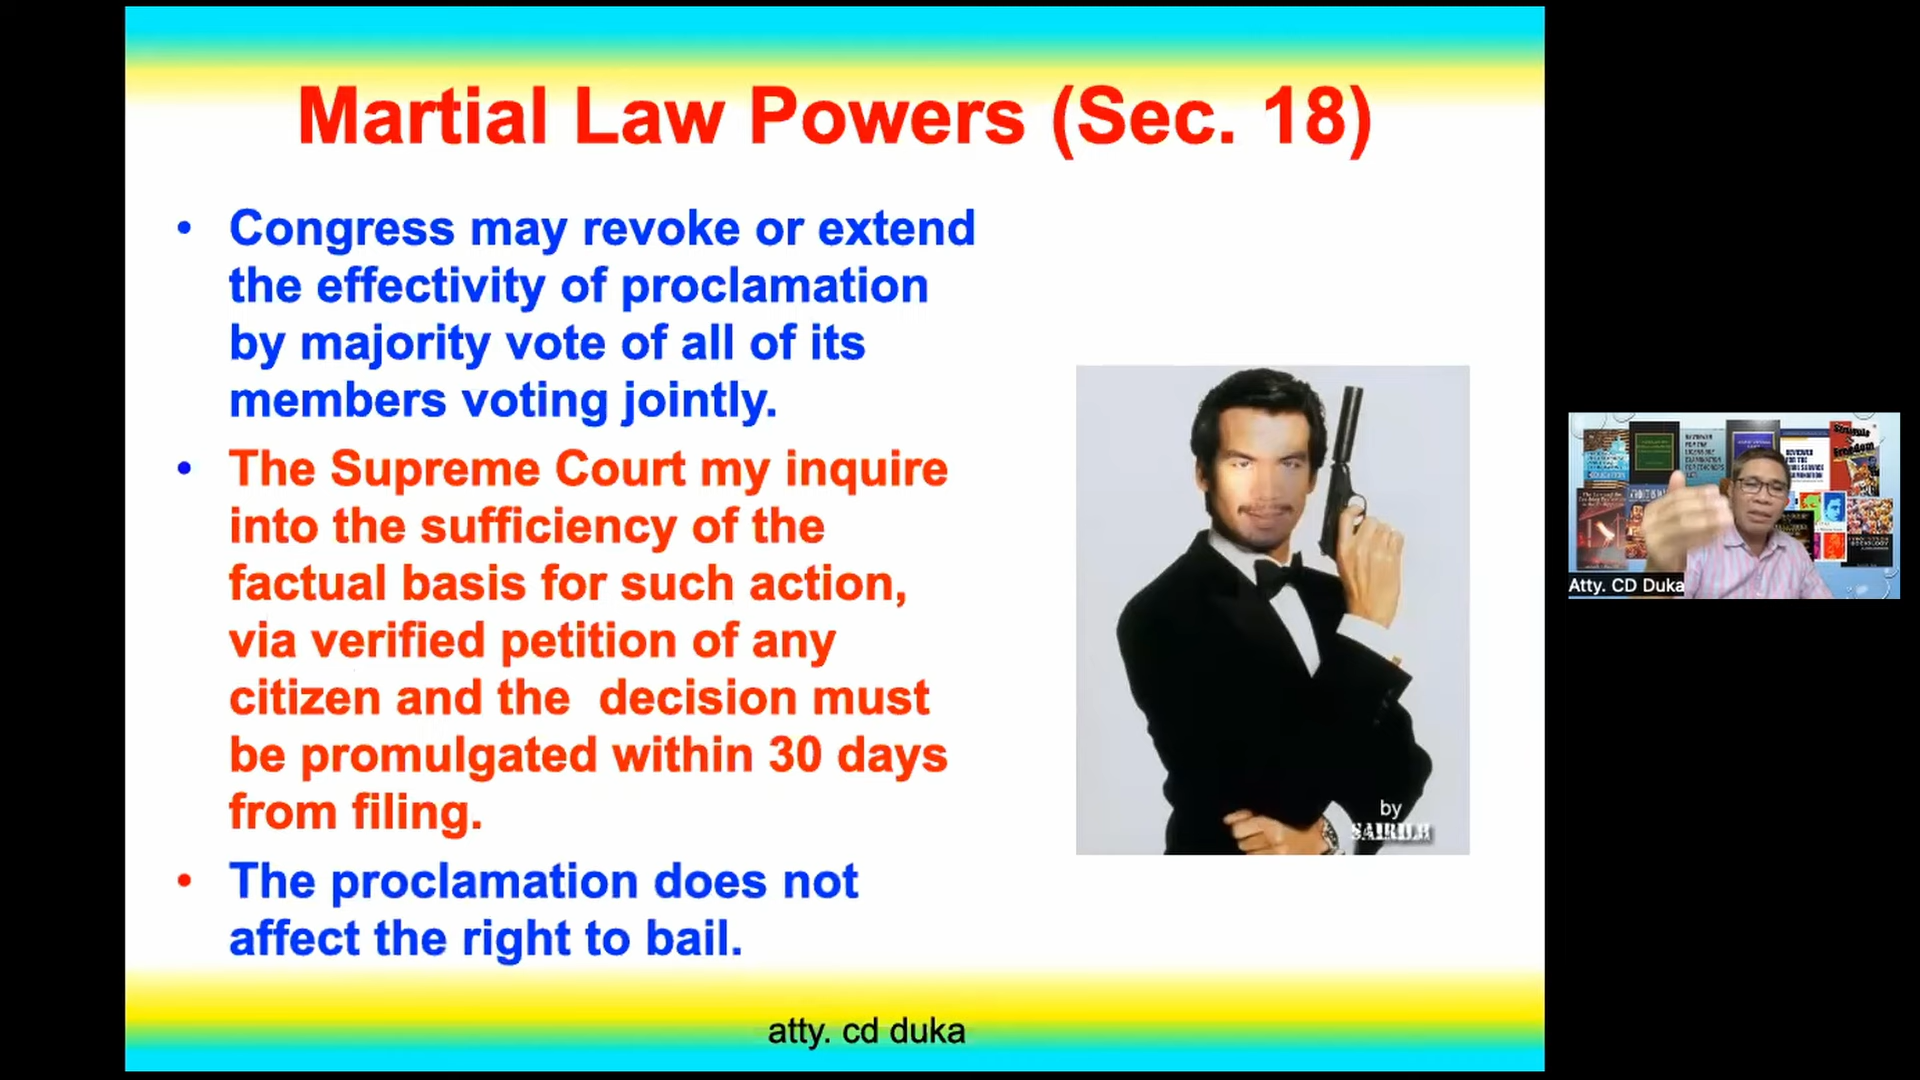 Martial Law Powers (Sec. 18)
• Congress may revoke or extend
the effectivity of proclamation
by majority vote of all of its
members voting jointly.
• The Supreme Court my inquire
into the sufficiency of the
factual basis for such action,
via verified petition of any
citizen and the decision must
be promulgated within 30 days
from filing.
• The proclamation does not
affect the right to bail.
by
atty. cd duka
Atty. CD Duka